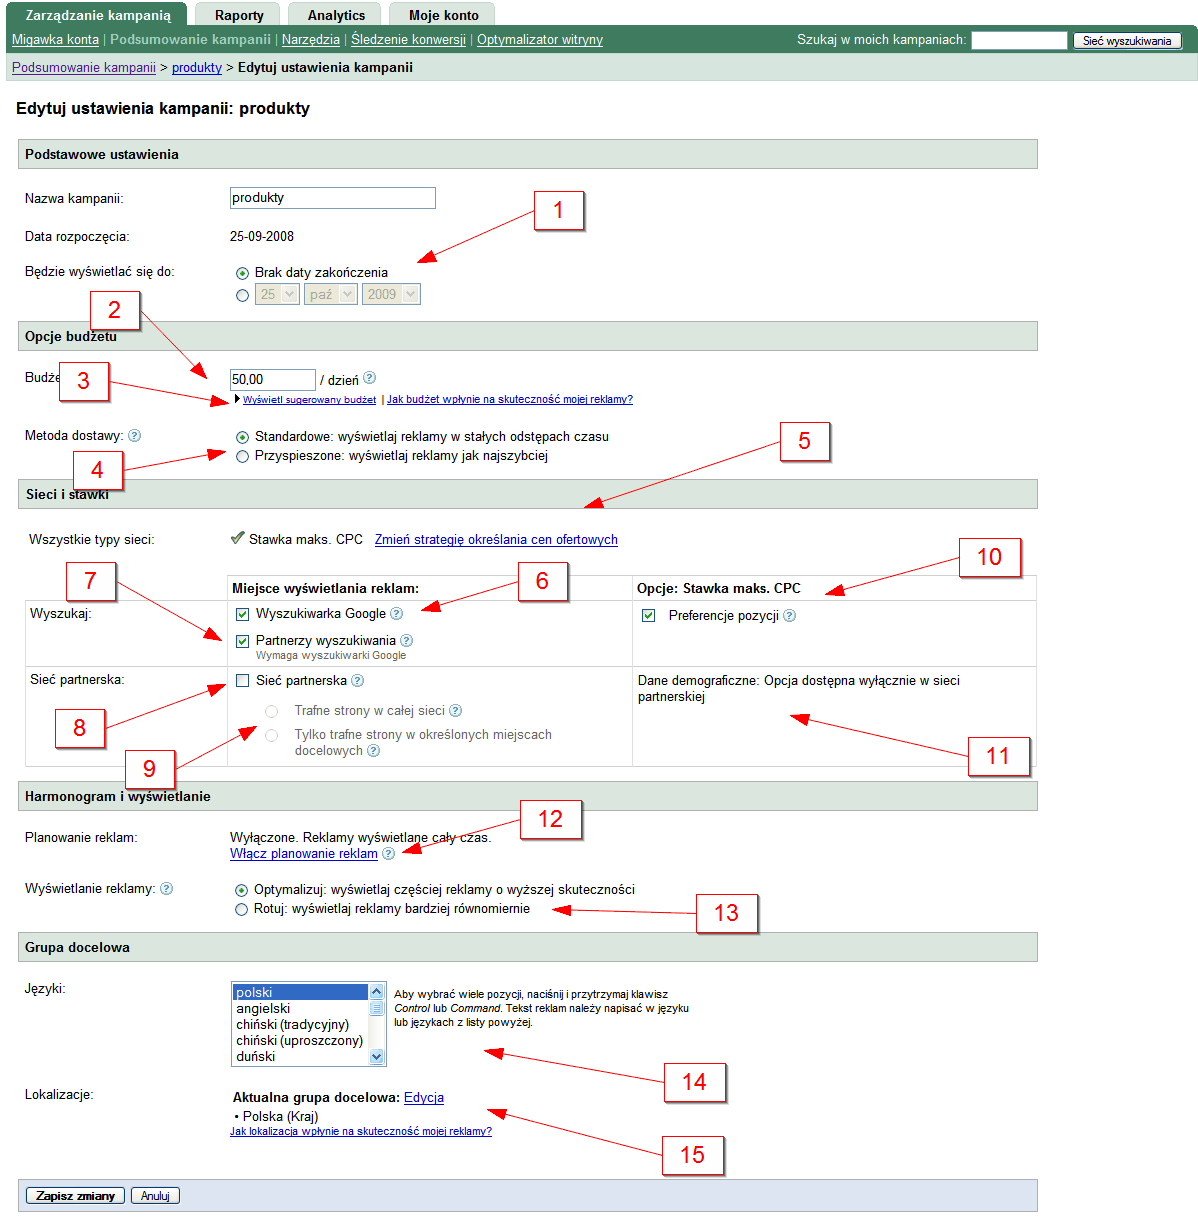 Zarządzanie kampanią Raporty Analytics Moje konto
Migawka konta | Podsumowanie kampanii | Narzędzia | Śledzenie konwersji | Optymalizator witryny Szukaj w moich kampaniach: Sieć wyszukiwania
Podsumowanie kampanii > produkty > Edytuj ustawienia kampanii
Edytuj ustawienia kampanii: produkty
Podstawowe ustawienia
Nazwa kampanii: produkty
1
Data rozpoczęcia: 25-09-2008
Będzie wyświetlać się do: Brak daty zakończenia
25 paź 2009
2
Opcje budżetu
Budże 50,00 / dzień ?
3
Wyświetl sugerowany budżet | Jak budżet wpłynie na skuteczność mojej reklamy?
Metoda dostawy: ? Standardowe: wyświetlaj reklamy w stałych odstępach czasu
5
Przyspieszone: wyświetlaj reklamy jak najszybciej
4
Sieci i stawki
Wszystkie typy sieci: Stawka maks. CPC Zmień strategię określania cen ofertowych
10
7
6
Miejsce wyświetlania reklam: Opcje: Stawka maks. CPC
Wyszukaj: Wyszukiwarka Google ? Preferencje pozycji ?
Partnerzy wyszukiwania ?
Wymaga wyszukiwarki Google
Sieć partnerska: Sieć partnerska ? Dane demograficzne: Opcja dostępna wyłącznie w sieci
partnerskiej
Trafne strony w całej sieci ?
8
Tylko trafne strony w określonych miejscach
docelowych ?
11
9
Harmonogram i wyświetlanie
12
Planowanie reklam: Wyłączone. Reklamy wyświetlane cały czas.
Włącz planowanie reklam ?
Wyświetlanie reklamy: ? Optymalizuj: wyświetlaj częściej reklamy o wyższej skuteczności
Rotuj: wyświetlaj reklamy bardziej równomiernie
13
Grupa docelowa
Języki: polski
angielski
chiński (tradycyjny)
chiński (uproszczony)
duński
Aby wybrać wiele pozycji, naciśnij i przytrzymaj klawisz
Control lub Command. Tekst reklam należy napisać w języku
lub językach z listy powyżej.
14
Lokalizacje: Aktualna grupa docelowa: Edycja
• Polska (Kraj)
Jak lokalizacja wpłynie na skuteczność mojej reklamy?
15
Zapisz zmiany Anuluj